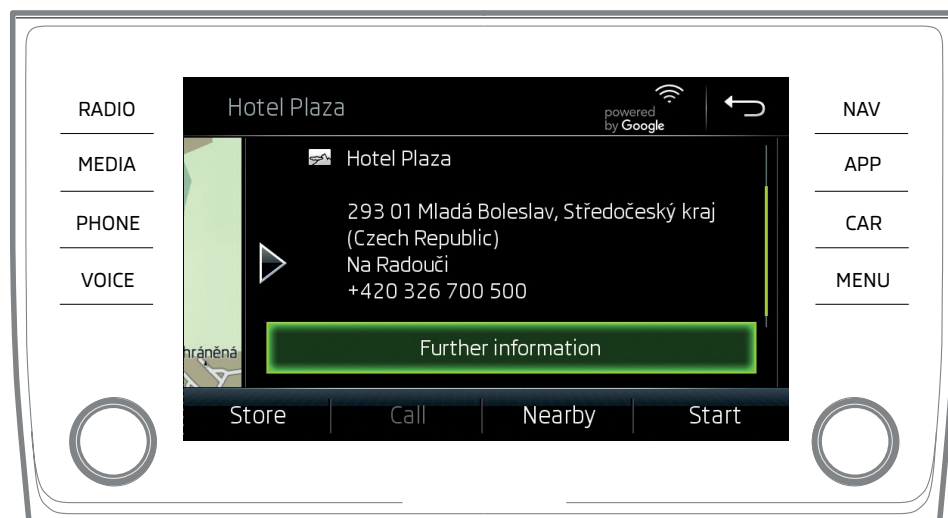 RADIO
MEDIA
PHONE
VOICE
Hotel Plaza
powered
by Google
Hotel Plaza
293 01 Mladá Boleslav, Středočeský kraj
(Czech Republic)
Na Radouči
+420 326 700 500
hráněná
Further information
Store
Call
Nearby
Start
NAV
APP
CAR
MENU